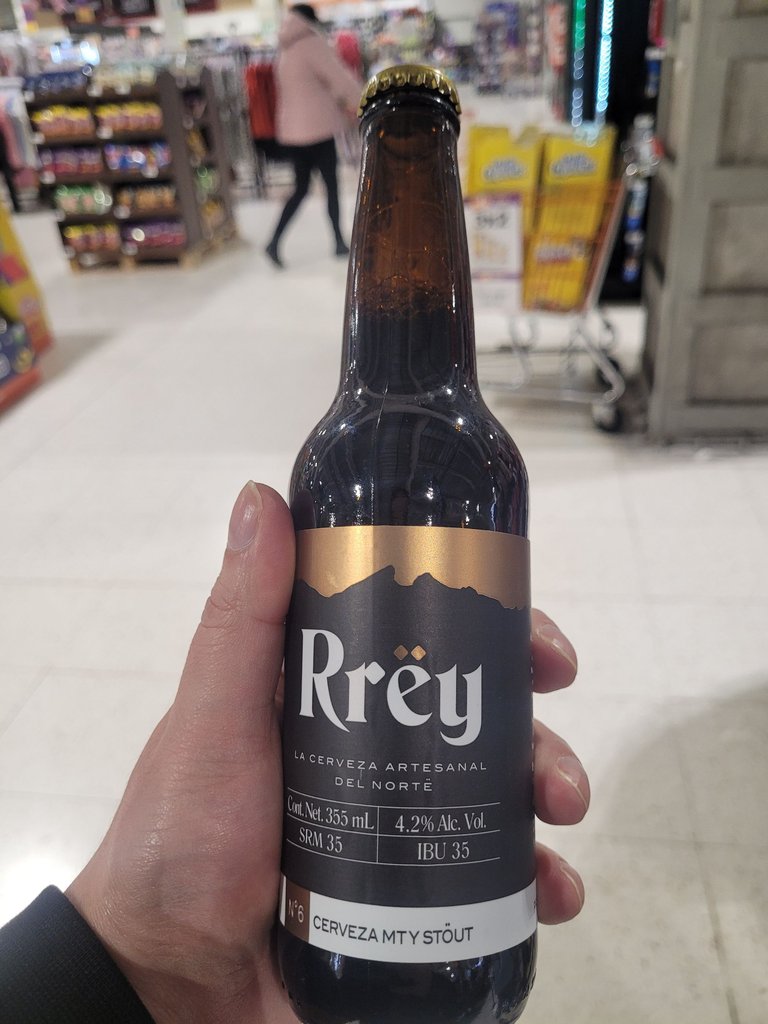 Rrëy
LA CERVEZA ARTESANAL
DEL NORTË
Cont. Net. 355 mL
4.2% Alc. Vol.
SRM 35
IBU 35
N°6
CERVEZA MTY STÖUT